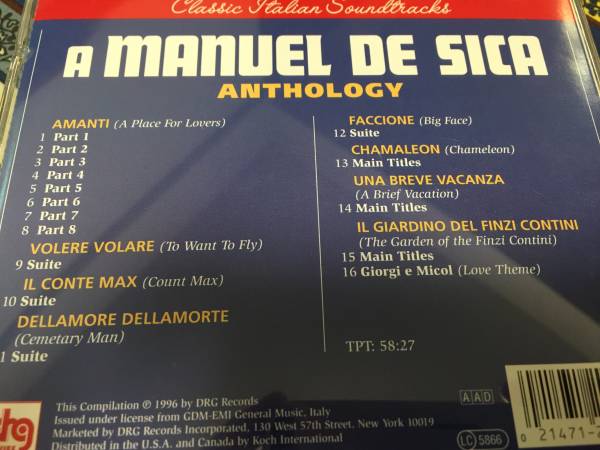 Classic Italian Soundtracks
A MANUEL DE SICA
ANTHOLOGY
AMANTI (A Place For Lovers)
1 Part 1
2 Part 2
3 Part 3
4 Part 4
5 Part 5
6 Part 6
7 Part 7
8 Part 8
VOLERE VOLARE (To Want To Fly)
9 Suite
IL CONTE MAX (Count Max)
10 Suite
DELLAMORE DELLAMORTE
(Cemetary Man)
1 Suite
FACCIONE (Big Face)
12 Suite
CHAMALEON (Chameleon)
13 Main Titles
UNA BREVE VACANZA
(A Brief Vacation)
14 Main Titles
IL GIARDINO DEL FINZI CONTINI
(The Garden of the Finzi Contini)
15 Main Titles
16 Giorgi e Micol (Love Theme)
TPT: 58:27
This Compilation ℗ 1996 by DRG Records
Issued under license from GDM-EMI General Music, Italy
Marketed by DRG Records Incorporated, 130 West 57th Street, New York 10019
Distributed in the U.S.A. and Canada by Koch International
AAD
LC 5866
0 21471-2